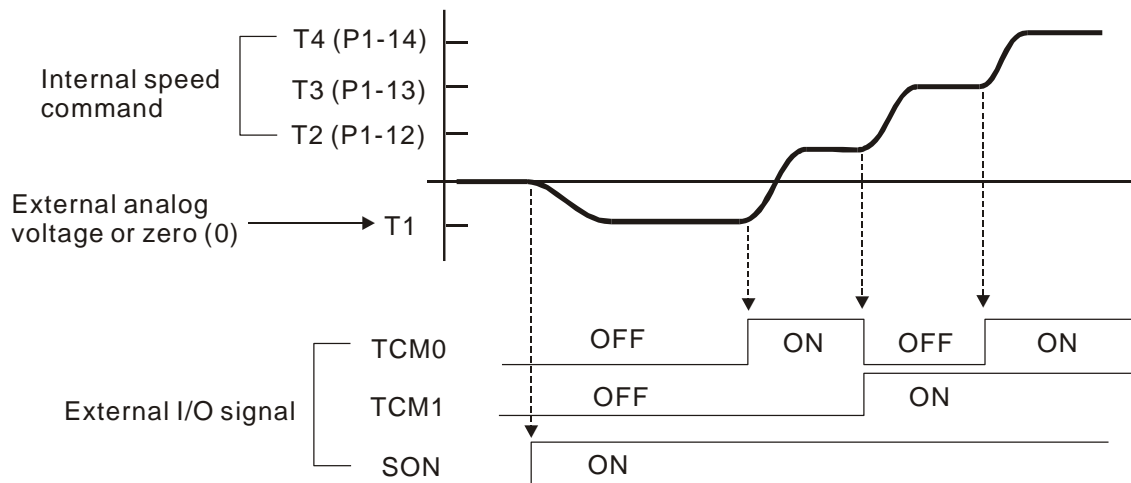 T4 (P1-14)
Internal speed
command
T3 (P1-13)
T2 (P1-12)
External analog
voltage or zero (0)
T1
TCM0
OFF
ON
OFF
ON
External I/O signal
TCM1
OFF
ON
SON
ON